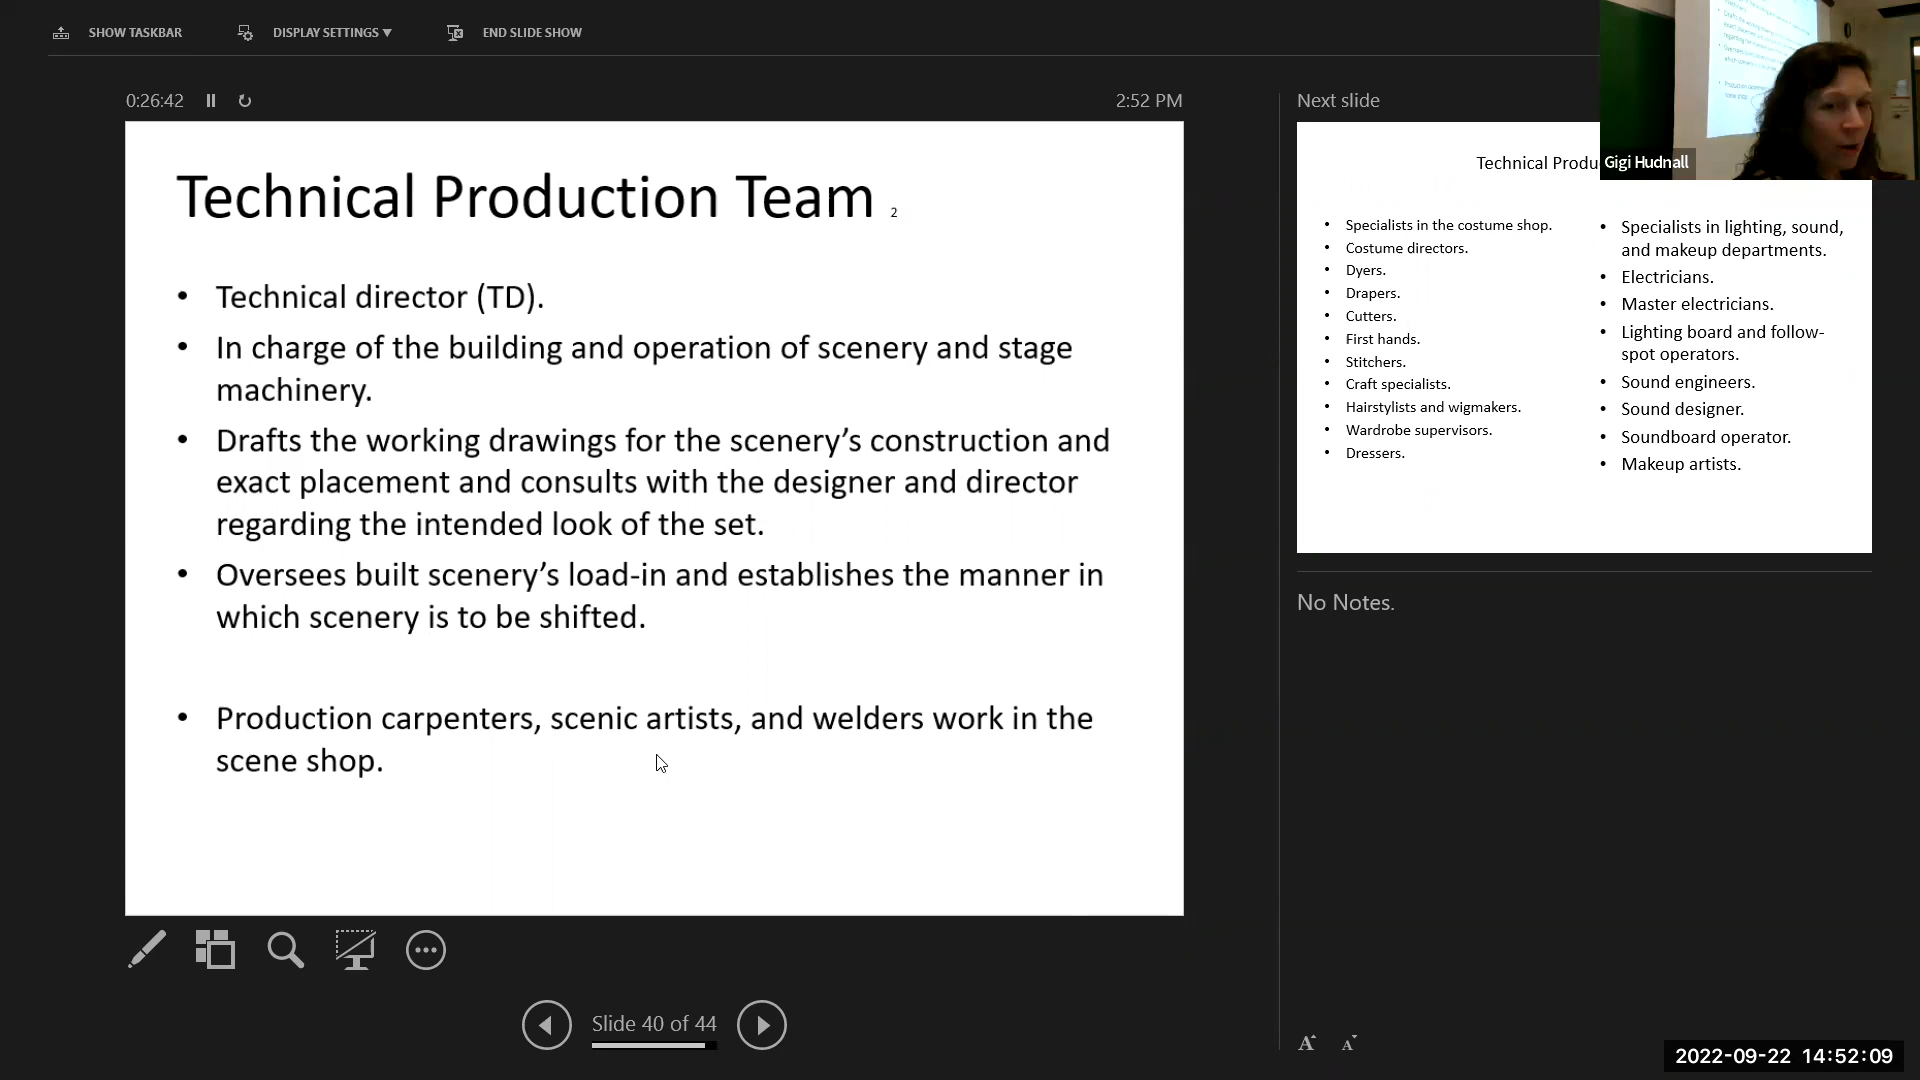 SHOW TASKBAR
DISPLAY SETTINGS ▼
END SLIDE SHOW
0:26:42
2:52 PM
Next slide
Technical Production Team 2
• Technical director (TD).
• In charge of the building and operation of scenery and stage
machinery.
• Drafts the working drawings for the scenery’s construction and
exact placement and consults with the designer and director
regarding the intended look of the set.
• Oversees built scenery’s load-in and establishes the manner in
which scenery is to be shifted.
• Production carpenters, scenic artists, and welders work in the
scene shop.
Slide 40 of 44
Technical Produ
Gigi Hudnall
• Specialists in the costume shop.
• Costume directors.
• Dyers.
• Drapers.
• Cutters.
• First hands.
• Stitchers.
• Craft specialists.
• Hairstylists and wigmakers.
• Wardrobe supervisors.
• Dressers.
• Specialists in lighting, sound,
and makeup departments.
• Electricians.
• Master electricians.
• Lighting board and follow-
spot operators.
• Sound engineers.
• Sound designer.
• Soundboard operator.
• Makeup artists.
No Notes.
A A
2022-09-22 14:52:09